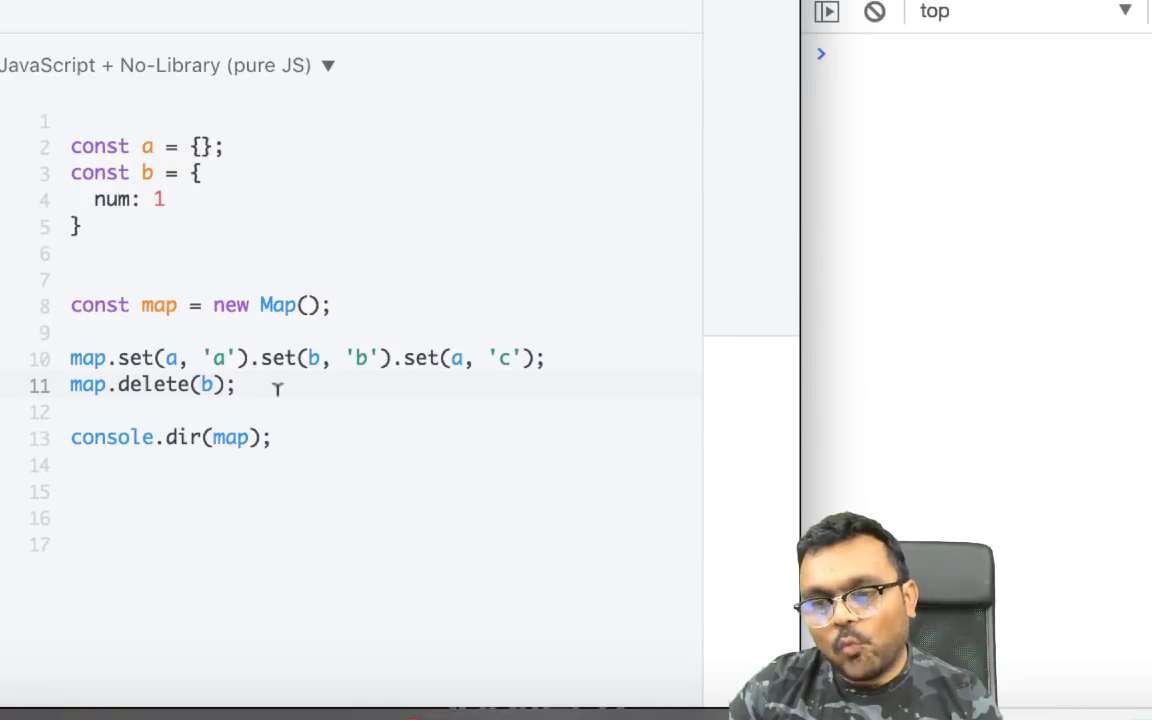 top
JavaScript + No-Library (pure JS)
1
2 const a = {};
3 const b = {
4 num: 1
5 }
6
7
8 const map = new Map();
9
10 map.set(a, 'a').set(b, 'b').set(a, 'c');
11 map.delete(b);
12
13 console.dir(map);
14
15
16
17